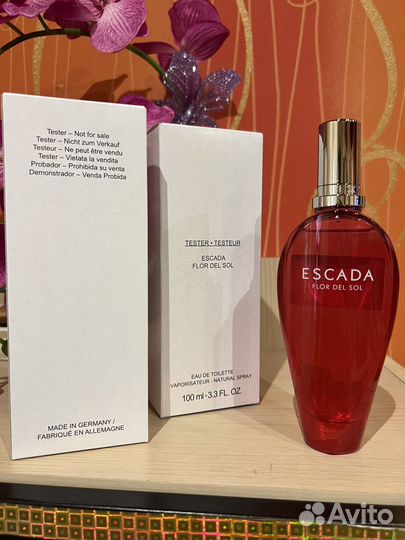 Tester – Not for sale
Tester – Nicht zum Verkauf
Testeur – Ne peut être vendu
Tester – Vietata la vendita
Probador – Prohibida su venta
Demonstrador – Venda Probida
MADE IN GERMANY /
FABRIQUÉ EN ALLEMAGNE
TESTER • TESTEUR
ESCADA
FLOR DEL SOL
EAU DE TOILETTE
VAPORISATEUR - NATURAL SPRAY
100 ml - 3.3 FL. OZ.
ESCADA
FLOR DEL SOL
Avito